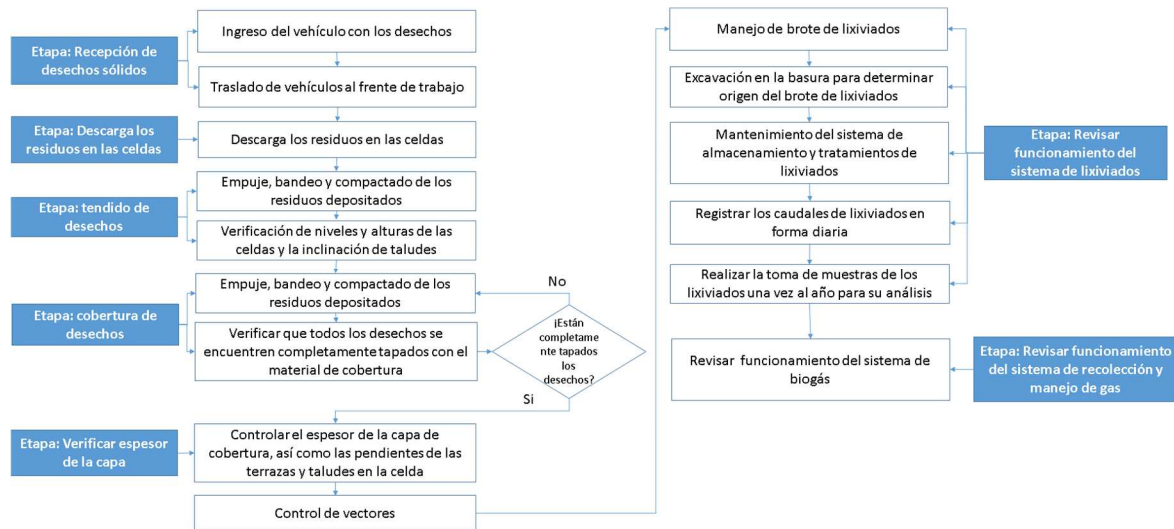 Etapa: Recepción de
desechos sólidos
Ingreso del vehículo con los desechos
Traslado de vehículos al frente de trabajo
Etapa: Descarga los
residuos en las celdas
Descarga los residuos en las celdas
Etapa: tendido de
desechos
Empuje, bandeo y compactado de los
residuos depositados
Verificación de niveles y alturas de las
celdas y la inclinación de taludes
Etapa: cobertura de
desechos
Empuje, bandeo y compactado de los
residuos depositados
Verificar que todos los desechos se
encuentren completamente tapados con el
material de cobertura
No
¡Están
completame
nte tapados
los
desechos?
Si
Etapa: Verificar espesor
de la capa
Controlar el espesor de la capa de
cobertura, así como las pendientes de las
terrazas y taludes en la celda
Control de vectores
Manejo de brote de lixiviados
Excavación en la basura para determinar
origen del brote de lixiviados
Mantenimiento del sistema de
almacenamiento y tratamientos de
lixiviados
Registrar los caudales de lixiviados en
forma diaria
Realizar la toma de muestras de los
lixiviados una vez al año para su análisis
Etapa: Revisar
funcionamiento del
sistema de lixiviados
Revisar funcionamiento del sistema de
biogás
Etapa: Revisar funcionamiento
del sistema de recolección y
manejo de gas